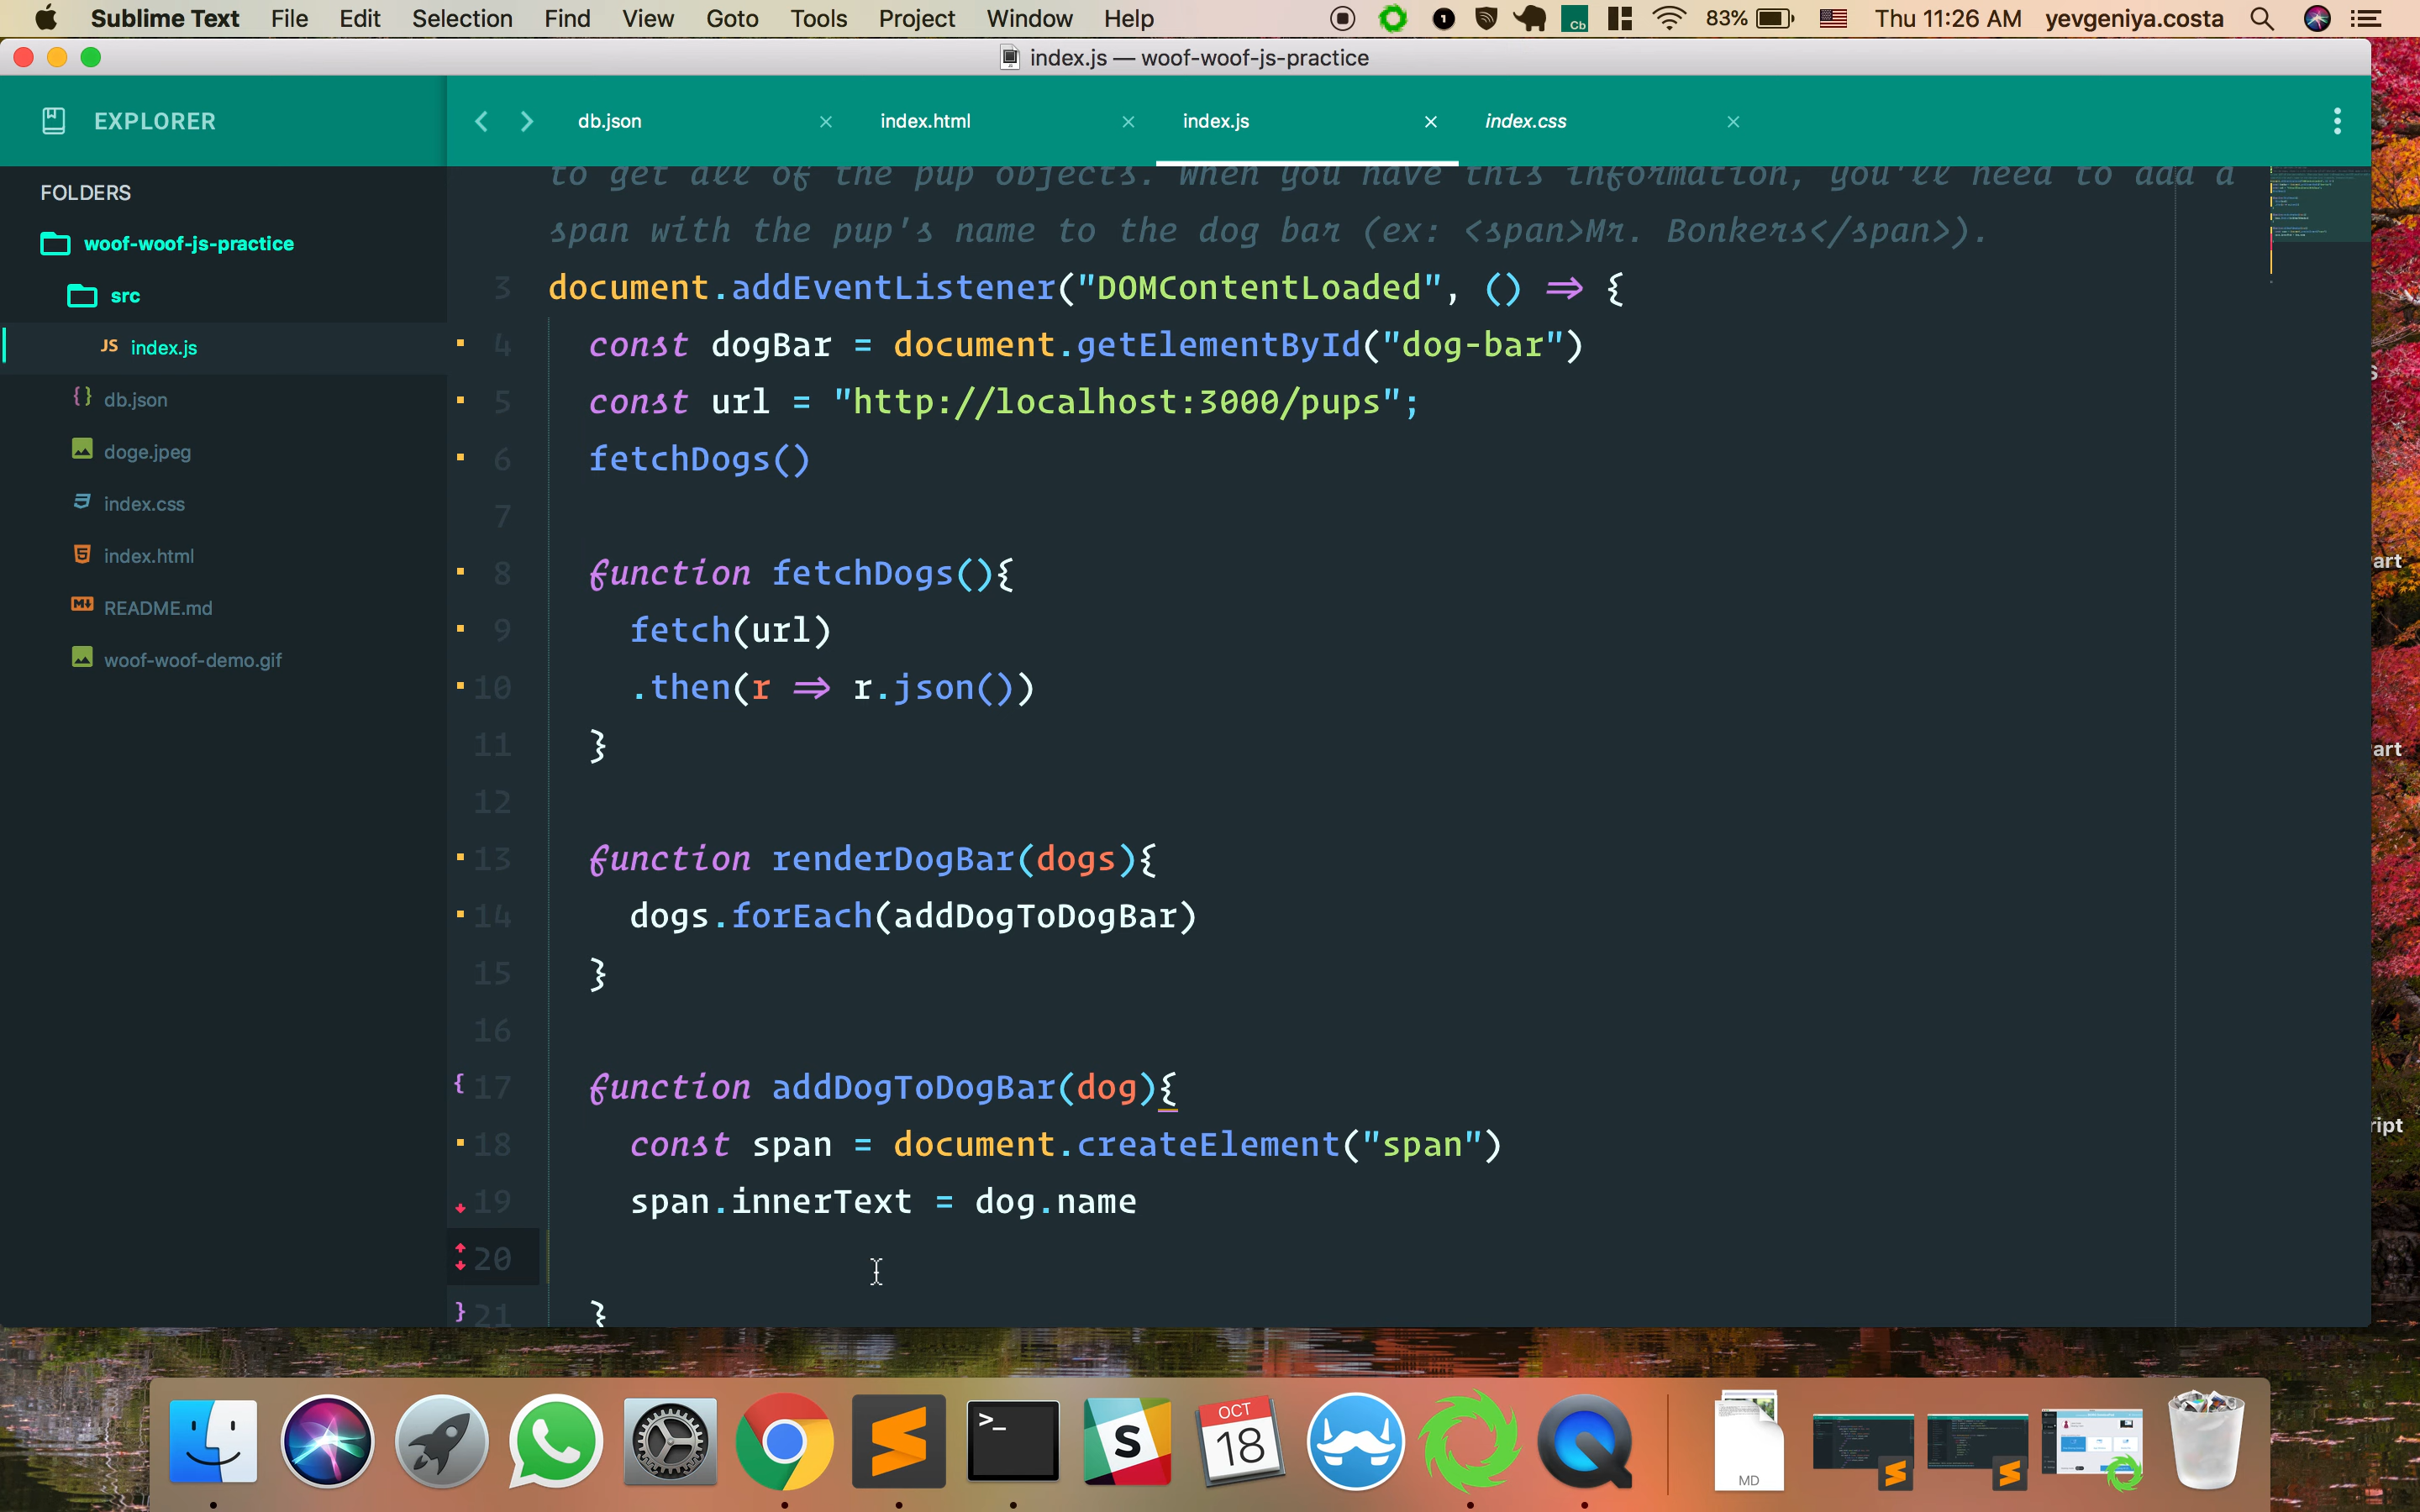 Sublime Text File Edit Selection Find View Goto Tools Project Window Help 1 Cb 83% Thu 11:26 AM yevgeniya.costa
index.js — woof-woof-js-practice
EXPLORER
db.json index.html index.js index.css
FOLDERS
woof-woof-js-practice
src
JS index.js
{ } db.json
doge.jpeg
index.css
index.html
README.md
woof-woof-demo.gif
to get all of the pup objects. When you have this information, you'll need to add a
span with the pup's name to the dog bar (ex: <span>Mr. Bonkers</span>).
3 document.addEventListener("DOMContentLoaded", () => {
4 const dogBar = document.getElementById("dog-bar")
5 const url = "http://localhost:3000/pups";
6 fetchDogs()
7
8 function fetchDogs(){
9 fetch(url)
10 .then(r => r.json())
11 }
12
13 function renderDogBar(dogs){
14 dogs.forEach(addDogToDogBar)
15 }
16
{ 17 function addDogToDogBar(dog){
18 const span = document.createElement("span")
19 span.innerText = dog.name
20
} 21 }
art
art
ript
>_
S
OCT
18
MD